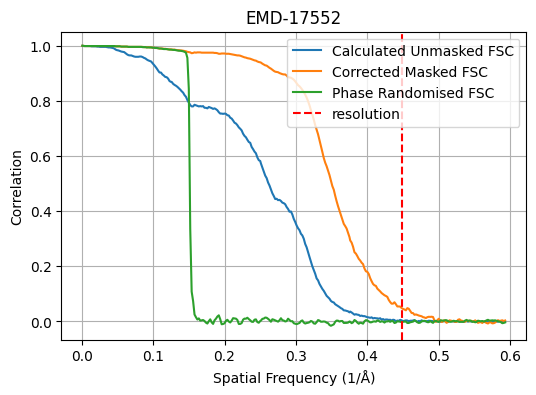 EMD-17552
Calculated Unmasked FSC
Corrected Masked FSC
Phase Randomised FSC
resolution
Correlation
1.0
0.8
0.6
0.4
0.2
0.0
0.0 0.1 0.2 0.3 0.4 0.5 0.6
Spatial Frequency (1/Å)